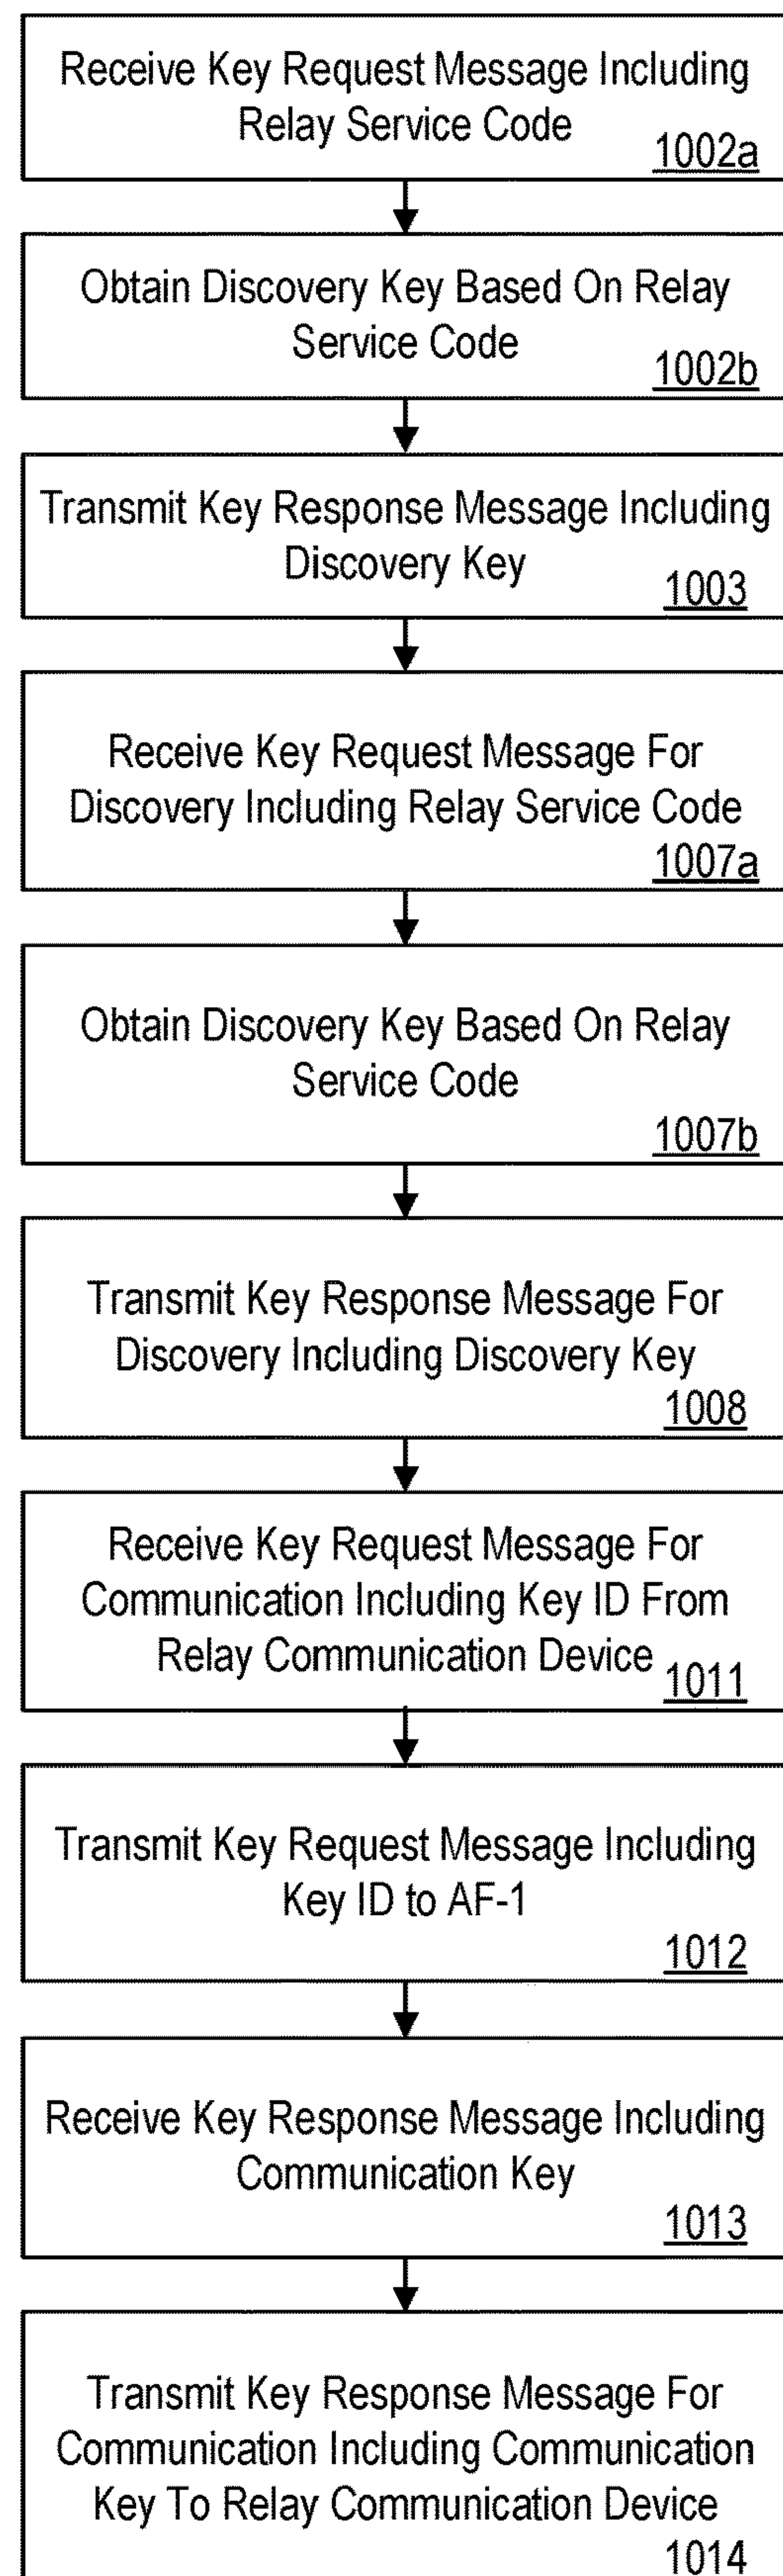 Receive Key Request Message Including
Relay Service Code
1002a
Obtain Discovery Key Based On Relay
Service Code
1002b
Transmit Key Response Message Including
Discovery Key
1003
Receive Key Request Message For
Discovery Including Relay Service Code
1007a
Obtain Discovery Key Based On Relay
Service Code
1007b
Transmit Key Response Message For
Discovery Including Discovery Key
1008
Receive Key Request Message For
Communication Including Key ID From
Relay Communication Device
1011
Transmit Key Request Message Including
Key ID to AF-1
1012
Receive Key Response Message Including
Communication Key
1013
Transmit Key Response Message For
Communication Including Communication
Key To Relay Communication Device
1014